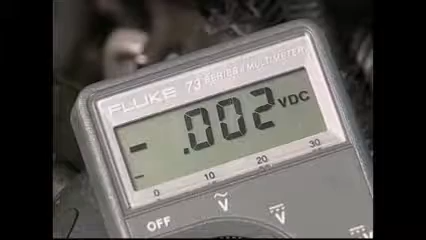 FLUKE 73 SERIES II MULTIMETER
- .002 VDC
0 10 20 30
OFF
V
V